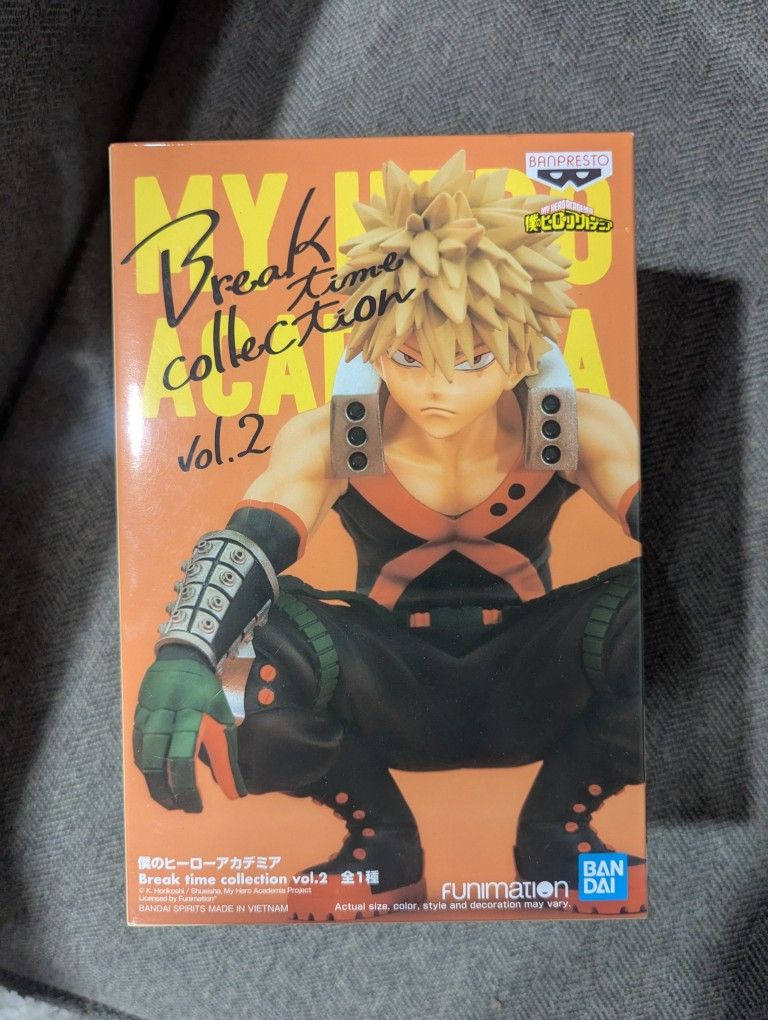 BANPRESTO
MY HERO ACADEMIA
僕のヒーローアカデミア
MY HERO
ACADEMIA
Break
time
collection
vol.2
僕のヒーローアカデミア
Break time collection vol.2 全1種
© K. Horikoshi / Shueisha, My Hero Academia Project
Licensed by Funimation®
BANDAI SPIRITS MADE IN VIETNAM
FUNIMATION
Actual size, color, style and decoration may vary.
BAN
DAI